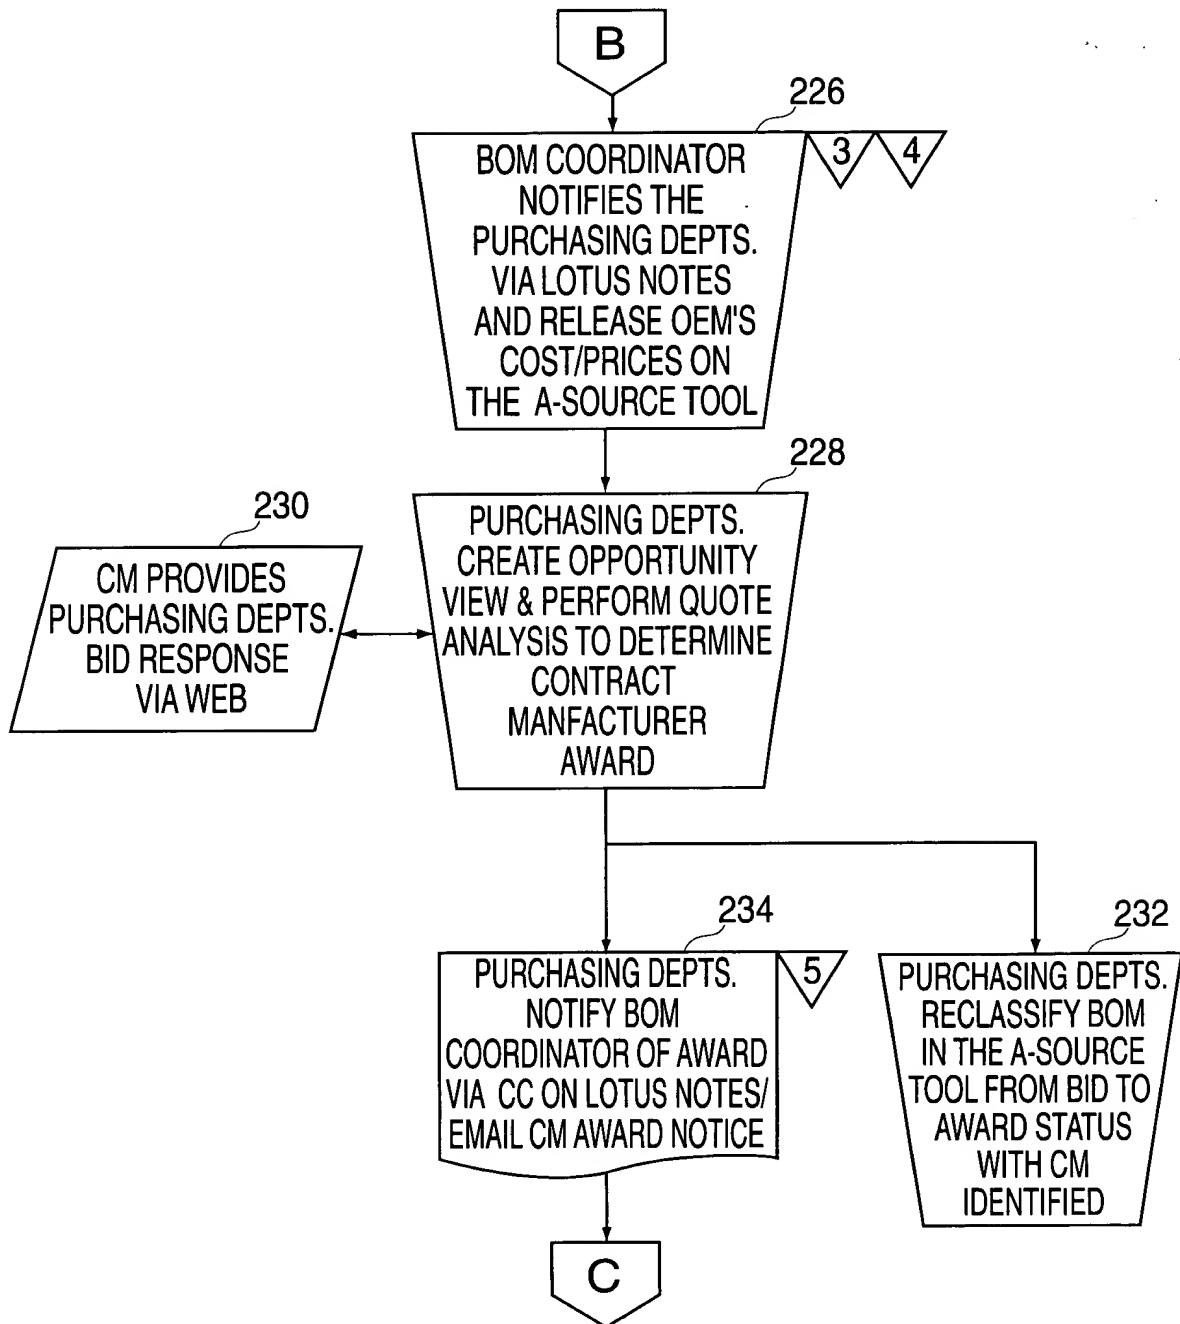 B
226
BOM COORDINATOR
NOTIFIES THE
PURCHASING DEPTS.
VIA LOTUS NOTES
AND RELEASE OEM'S
COST/PRICES ON
THE A-SOURCE TOOL
3
4
228
PURCHASING DEPTS.
CREATE OPPORTUNITY
VIEW & PERFORM QUOTE
ANALYSIS TO DETERMINE
CONTRACT
MANFACTURER
AWARD
230
CM PROVIDES
PURCHASING DEPTS.
BID RESPONSE
VIA WEB
234
PURCHASING DEPTS.
NOTIFY BOM
COORDINATOR OF AWARD
VIA CC ON LOTUS NOTES/
EMAIL CM AWARD NOTICE
5
232
PURCHASING DEPTS.
RECLASSIFY BOM
IN THE A-SOURCE
TOOL FROM BID TO
AWARD STATUS
WITH CM
IDENTIFIED
C